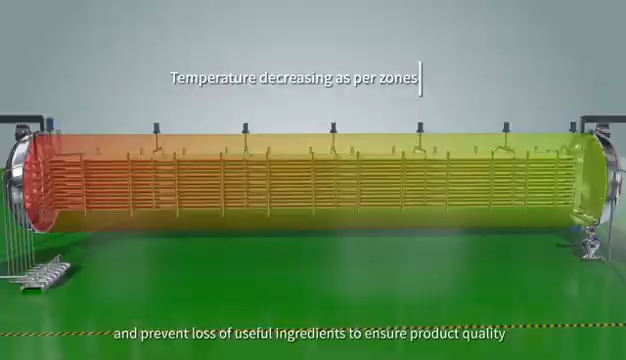 Temperature decreasing as per zones
and prevent loss of useful ingredients to ensure product quality